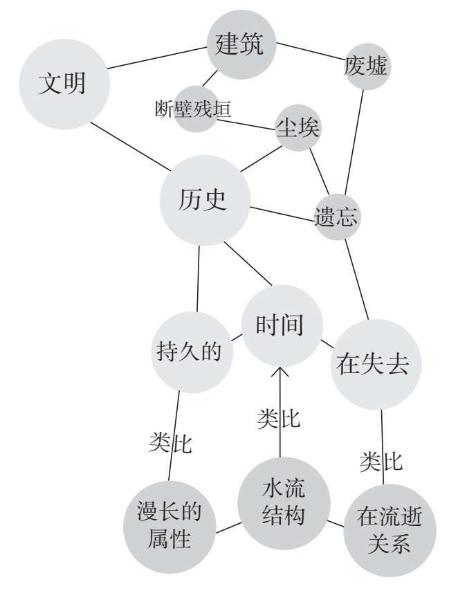 建筑
文明
废墟
断壁残垣
尘埃
历史
遗忘
时间
持久的
在失去
类比
类比
类比
水流
结构
漫长的
属性
在流逝
关系